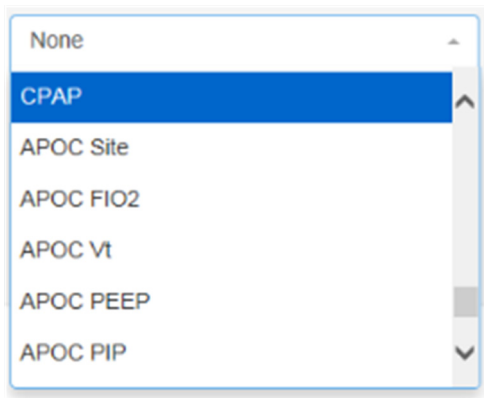 None
CPAP
APOC Site
APOC FIO2
APOC Vt
APOC PEEP
APOC PIP